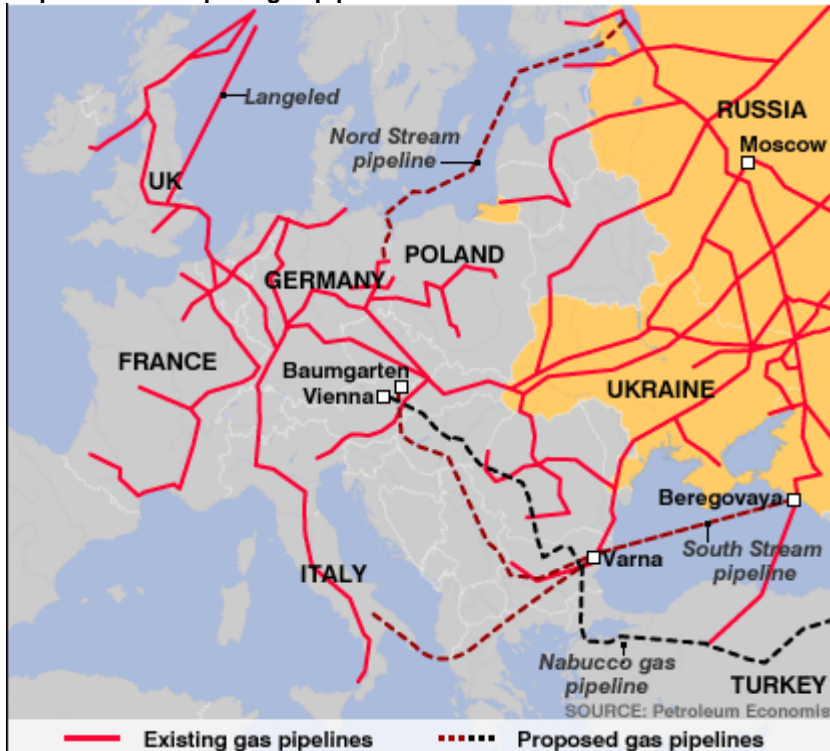 RUSSIA
Moscow
Langeled
Nord Stream
pipeline
UK
POLAND
GERMANY
FRANCE
Baumgarten
Vienna
UKRAINE
Beregovaya
South Stream
pipeline
Varna
ITALY
Nabucco gas
pipeline
TURKEY
SOURCE: Petroleum Economis
Existing gas pipelines
Proposed gas pipelines